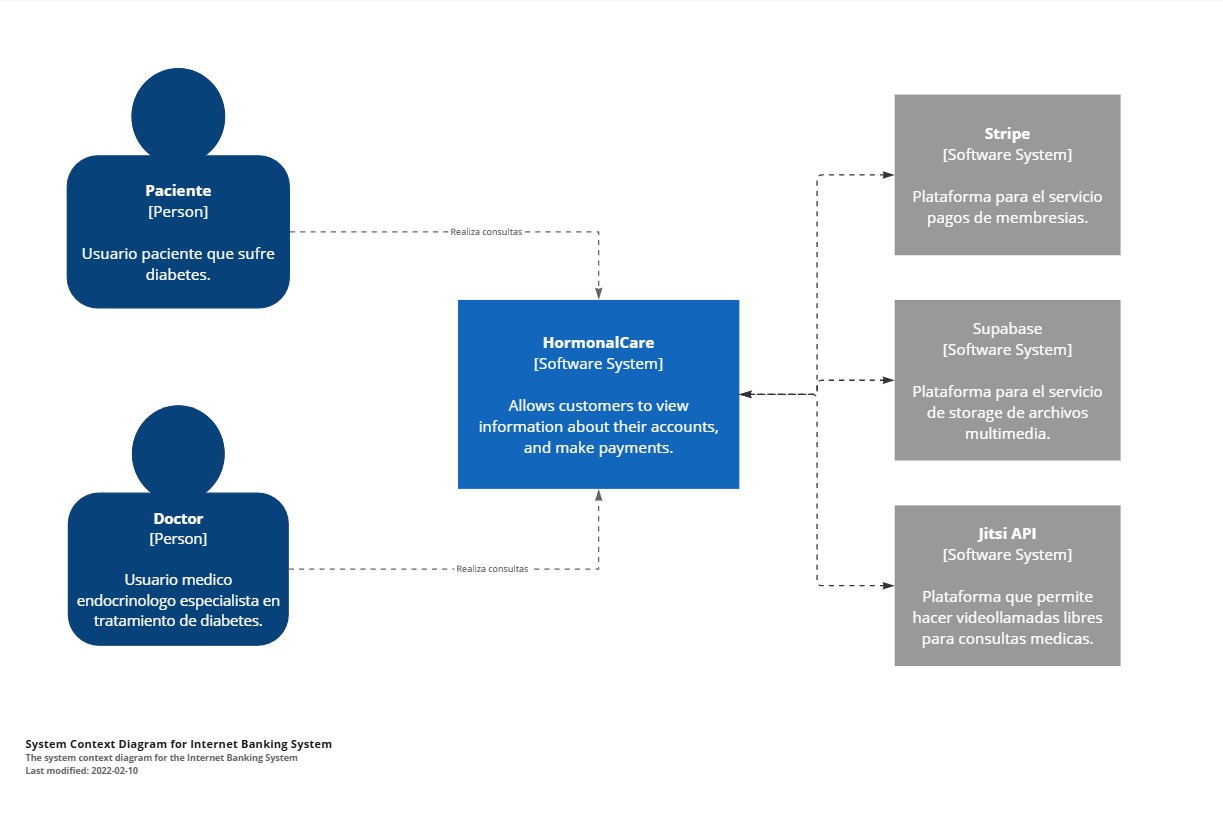 Paciente
[Person]
Usuario paciente que sufre
diabetes.
Realiza consultas
Doctor
[Person]
Usuario medico
endocrinologo especialista en
tratamiento de diabetes.
Realiza consultas
HormonalCare
[Software System]
Allows customers to view
information about their accounts,
and make payments.
Stripe
[Software System]
Plataforma para el servicio
pagos de membresias.
Supabase
[Software System]
Plataforma para el servicio
de storage de archivos
multimedia.
Jitsi API
[Software System]
Plataforma que permite
hacer videollamadas libres
para consultas medicas.
System Context Diagram for Internet Banking System
The system context diagram for the Internet Banking System
Last modified: 2022-02-10